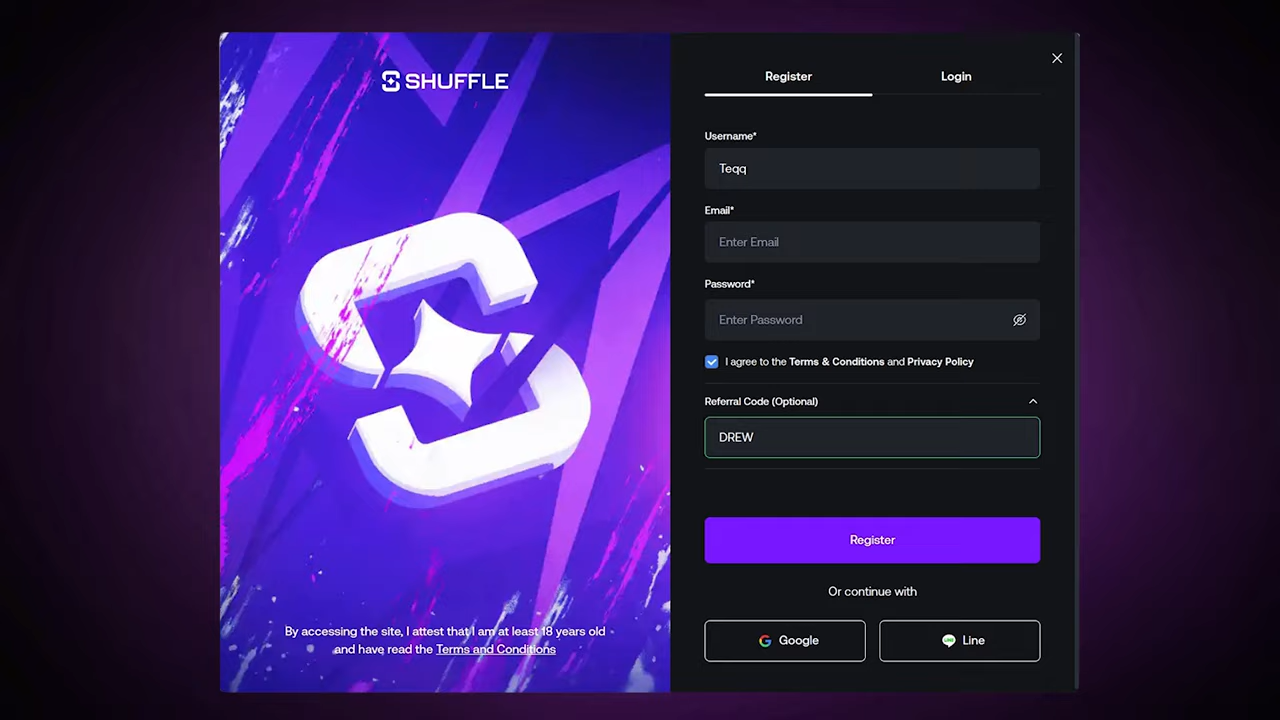 SHUFFLE
By accessing the site, I attest that I am at least 18 years old
and have read the Terms and Conditions
Register
Login
Username*
Teqq
Email*
Enter Email
Password*
Enter Password
I agree to the Terms & Conditions and Privacy Policy
Referral Code (Optional)
DREW
Register
Or continue with
Google
LINE Line